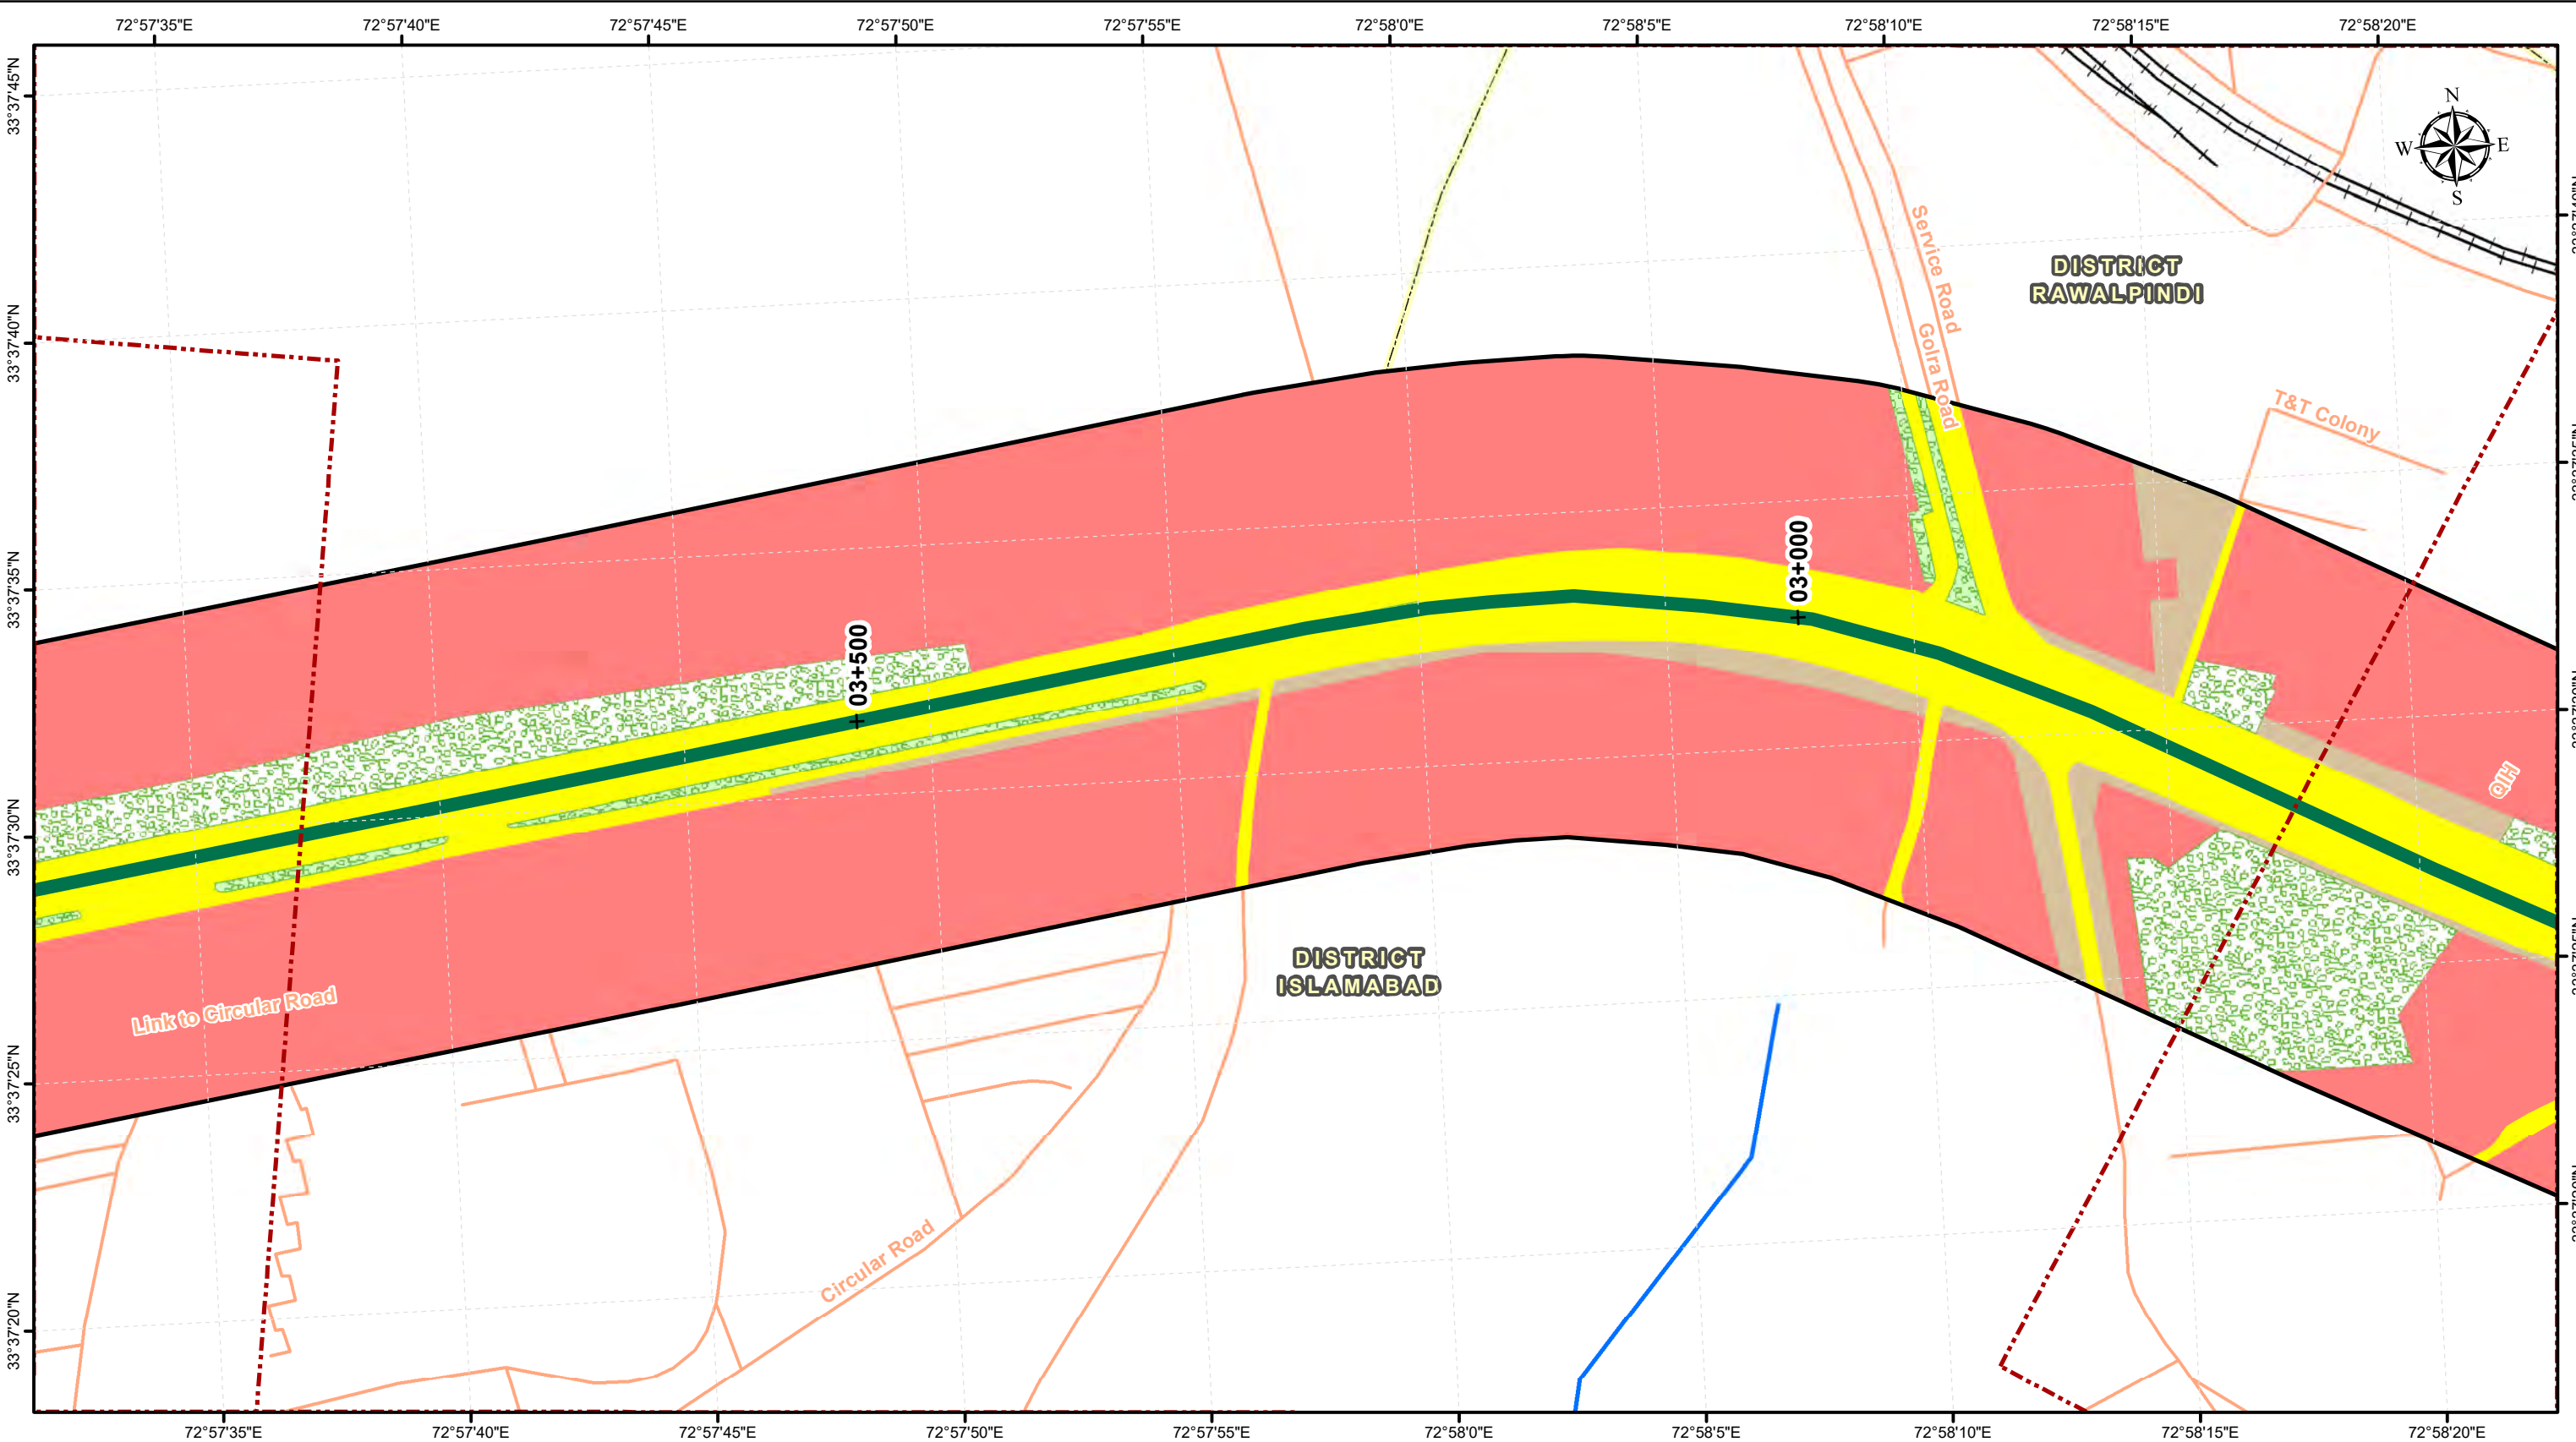 72°57'35"E
72°57'40"E
72°57'45"E
72°57'50"E
72°57'55"E
72°58'0"E
72°58'5"E
72°58'10"E
72°58'15"E
72°58'20"E
33°37'45"N
33°37'40"N
33°37'35"N
33°37'30"N
33°37'25"N
33°37'20"N
N
W
E
S
Service Road
Golra Road
DISTRICT
RAWALPINDI
T&T Colony
03+000
03+500
QIH
DISTRICT
ISLAMABAD
Link to Circular Road
Circular Road
72°57'35"E
72°57'40"E
72°57'45"E
72°57'50"E
72°57'55"E
72°58'0"E
72°58'5"E
72°58'10"E
72°58'15"E
72°58'20"E